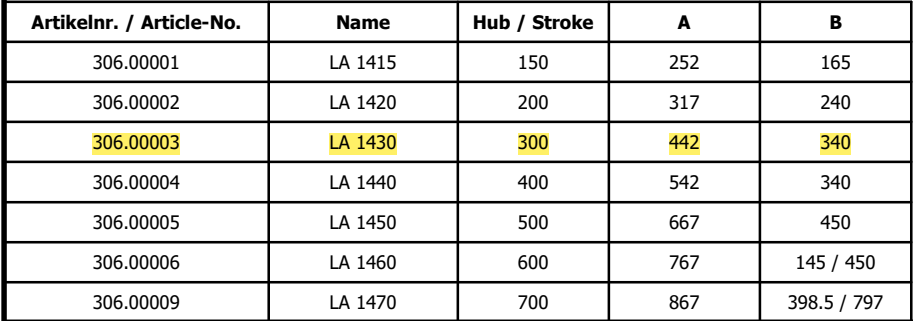 Artikelnr. / Article-No. Name Hub / Stroke A B
306.00001 LA 1415 150 252 165
306.00002 LA 1420 200 317 240
306.00003 LA 1430 300 442 340
306.00004 LA 1440 400 542 340
306.00005 LA 1450 500 667 450
306.00006 LA 1460 600 767 145 / 450
306.00009 LA 1470 700 867 398.5 / 797